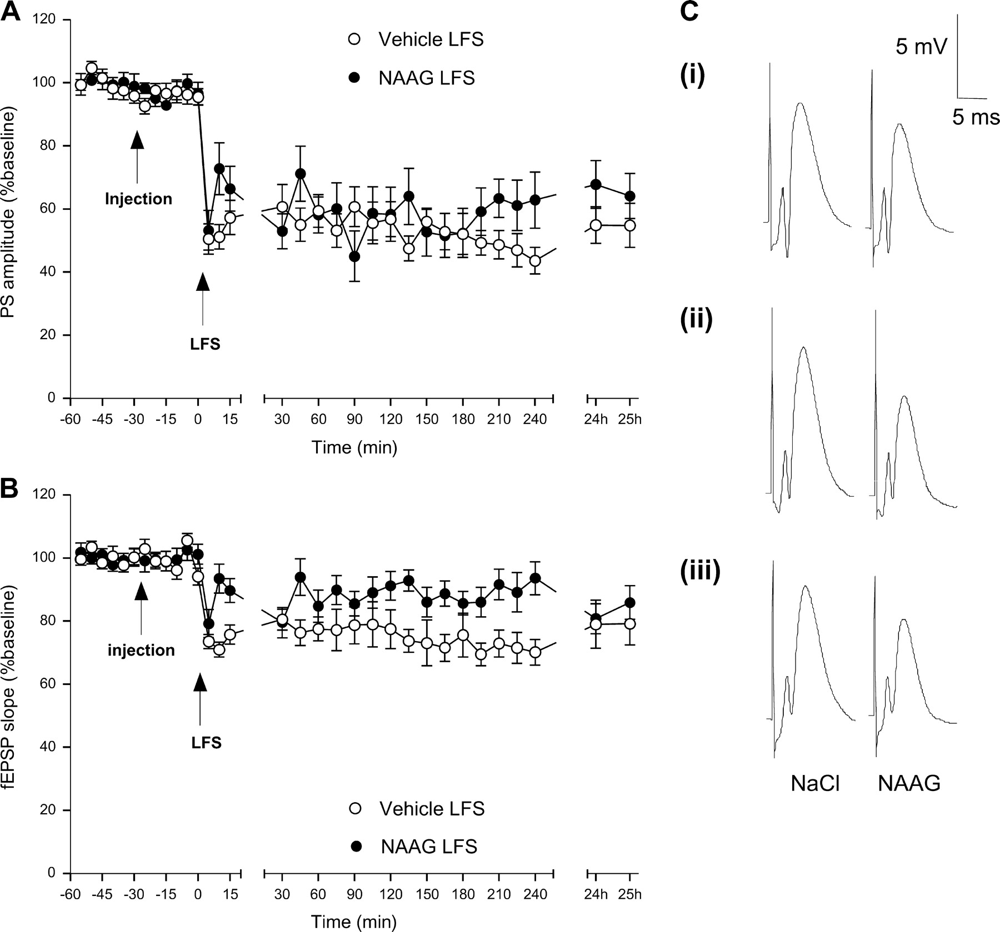 A
120
100
80
60
40
20
0
PS amplitude (%baseline)
Vehicle LFS
NAAG LFS
Injection
LFS
-60 -45 -30 -15 0 15 30 60 90 120 150 180 210 240 24h 25h
Time (min)
B
120
100
80
60
40
20
0
fEPSP slope (%baseline)
injection
LFS
Vehicle LFS
NAAG LFS
-60 -45 -30 -15 0 15 30 60 90 120 150 180 210 240 24h 25h
Time (min)
C
5 mV
5 ms
(i)
(ii)
(iii)
NaCl NAAG